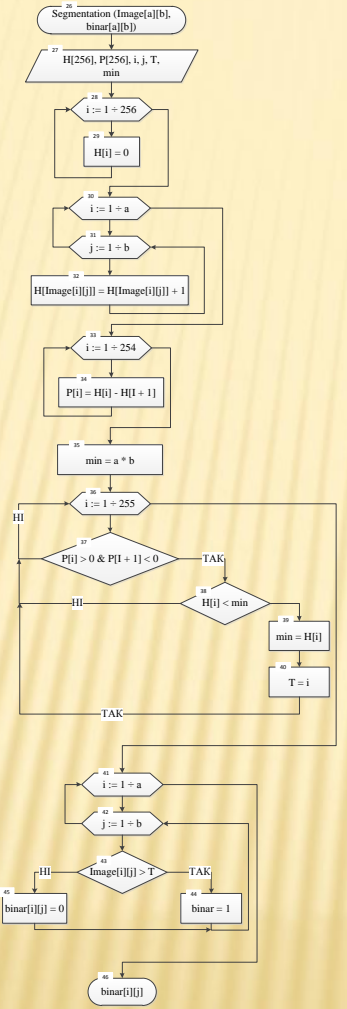 26
Segmentation (Image[a][b],
binar[a][b])
27
H[256], P[256], i, j, T,
min
28
i := 1 ÷ 256
29
H[i] = 0
30
i := 1 ÷ a
31
j := 1 ÷ b
32
H[Image[i][j]] = H[Image[i][j]] + 1
33
i := 1 ÷ 254
34
P[i] = H[i] - H[I + 1]
35
min = a * b
36
i := 1 ÷ 255
НІ
37
P[i] > 0 & P[I + 1] < 0
ТАК
38
H[i] < min
НІ
39
min = H[i]
40
T = i
ТАК
41
i := 1 ÷ a
42
j := 1 ÷ b
43
Image[i][j] > T
НІ
ТАК
45
binar[i][j] = 0
44
binar = 1
46
binar[i][j]